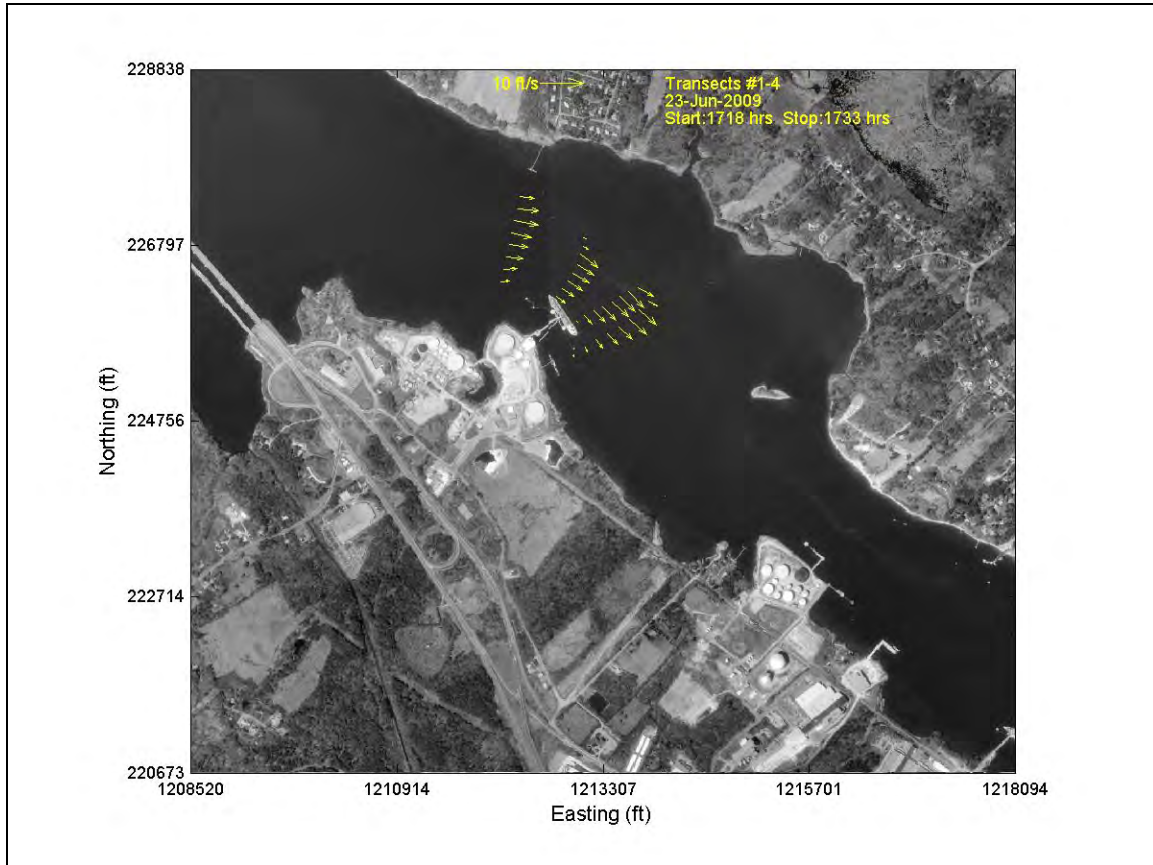 228838
10 ft/s
Transects #1-4
23-Jun-2009
Start:1718 hrs Stop:1733 hrs
226797
224756
Northing (ft)
222714
220673
1208520
1210914
1213307
1215701
1218094
Easting (ft)